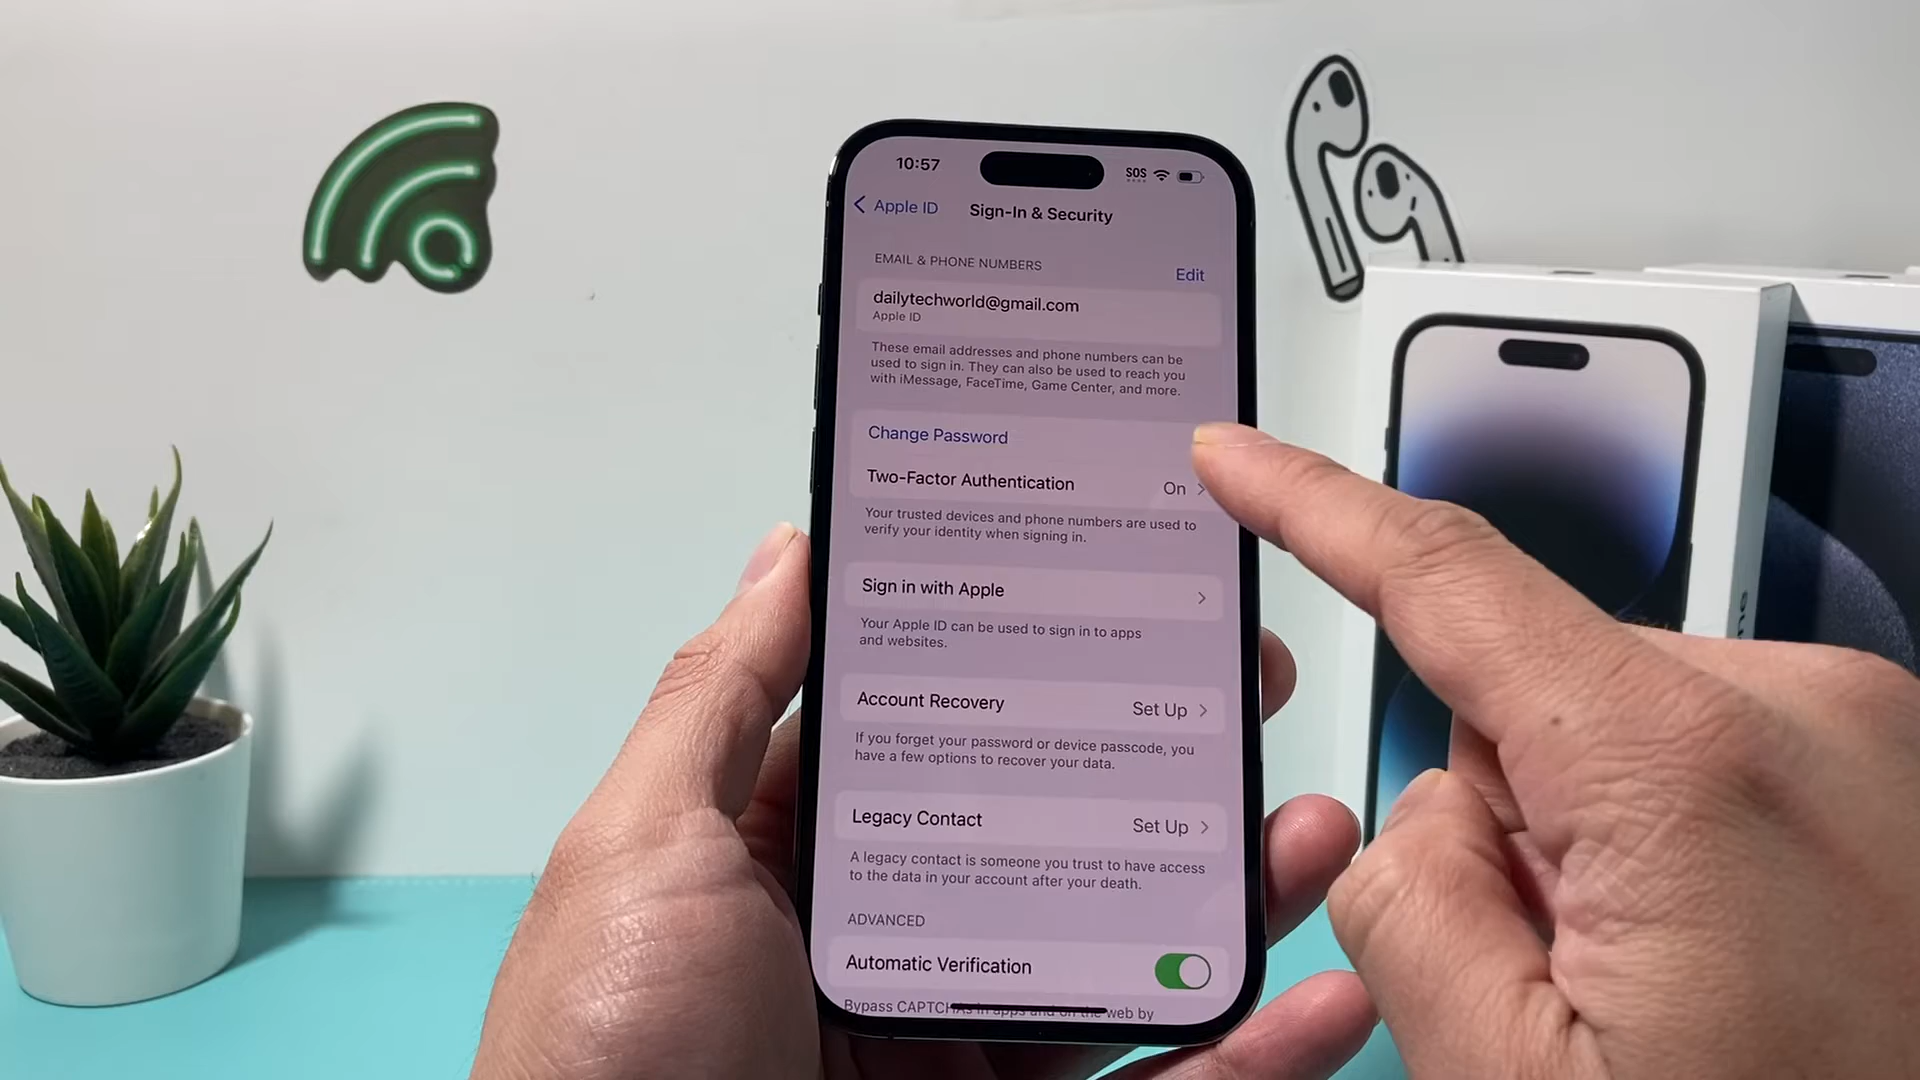 10:57
SOS
Apple ID
Sign-In & Security
EMAIL & PHONE NUMBERS
Edit
dailytechworld@gmail.com
Apple ID
These email addresses and phone numbers can be
used to sign in. They can also be used to reach you
with iMessage, FaceTime, Game Center, and more.
Change Password
Two-Factor Authentication On
Your trusted devices and phone numbers are used to
verify your identity when signing in.
Sign in with Apple
Your Apple ID can be used to sign in to apps
and websites.
Account Recovery Set Up
If you forget your password or device passcode, you
have a few options to recover your data.
Legacy Contact Set Up
A legacy contact is someone you trust to have access
to the data in your account after your death.
ADVANCED
Automatic Verification
Bypass CAPTCHAs in apps and on the web by